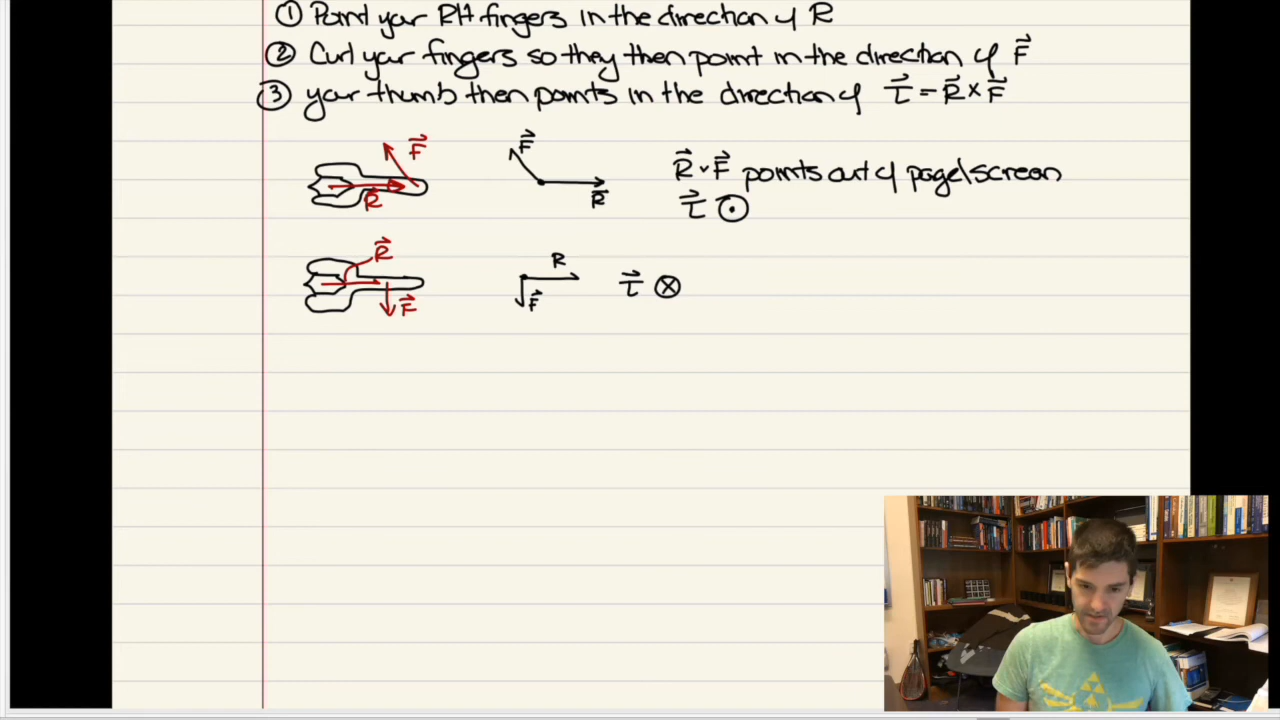 ① Point your RH fingers in the direction of R
② Curl your fingers so they then point in the direction of F⃗
③ your thumb then points in the direction of τ⃗ = R⃗ × F⃗
F⃗ R⃗ F⃗ R⃗ R⃗ × F⃗ points out of page/screen
τ⃗ ⊙
R⃗ F⃗ R F⃗ τ⃗ ⊗